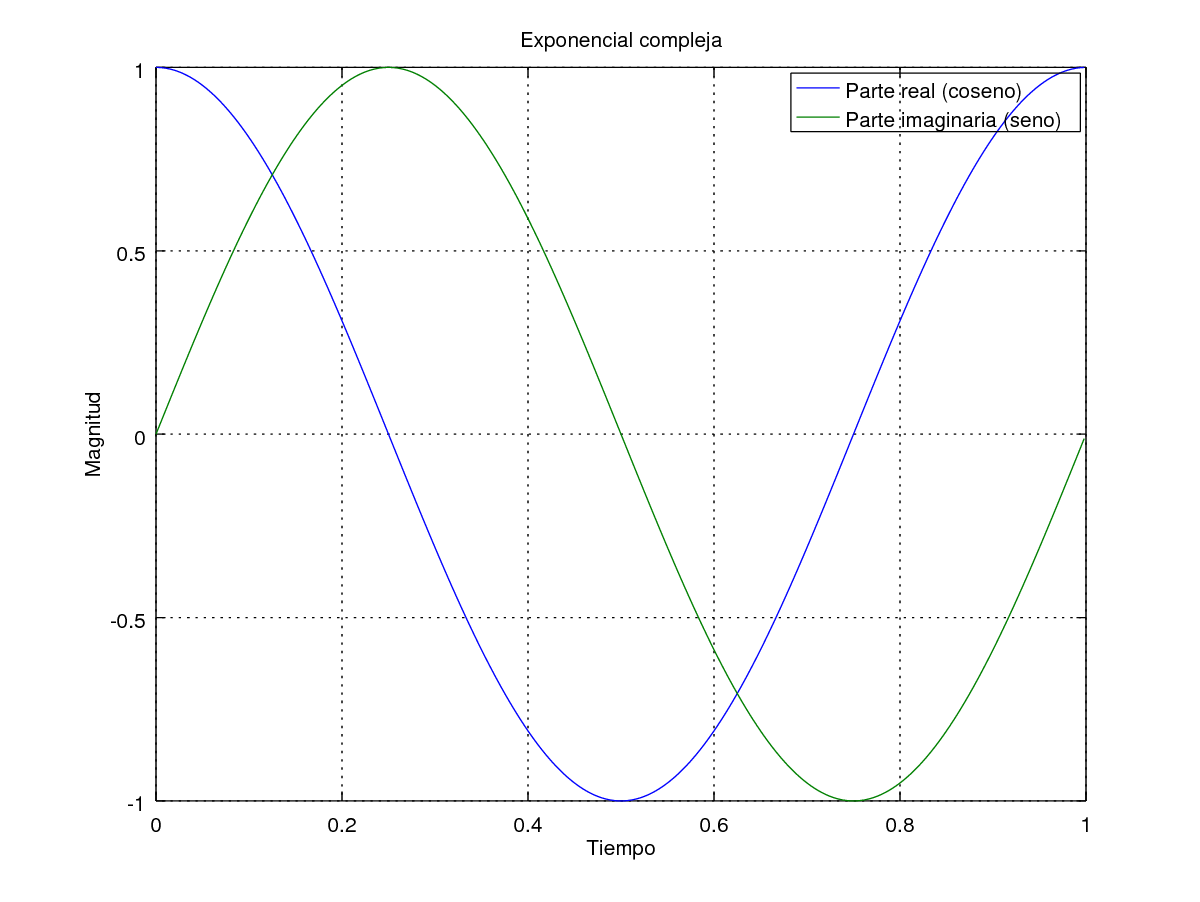 Exponencial compleja
Parte real (coseno)
Parte imaginaria (seno)
1
0.5
0
-0.5
-1
Magnitud
0 0.2 0.4 0.6 0.8 1
Tiempo